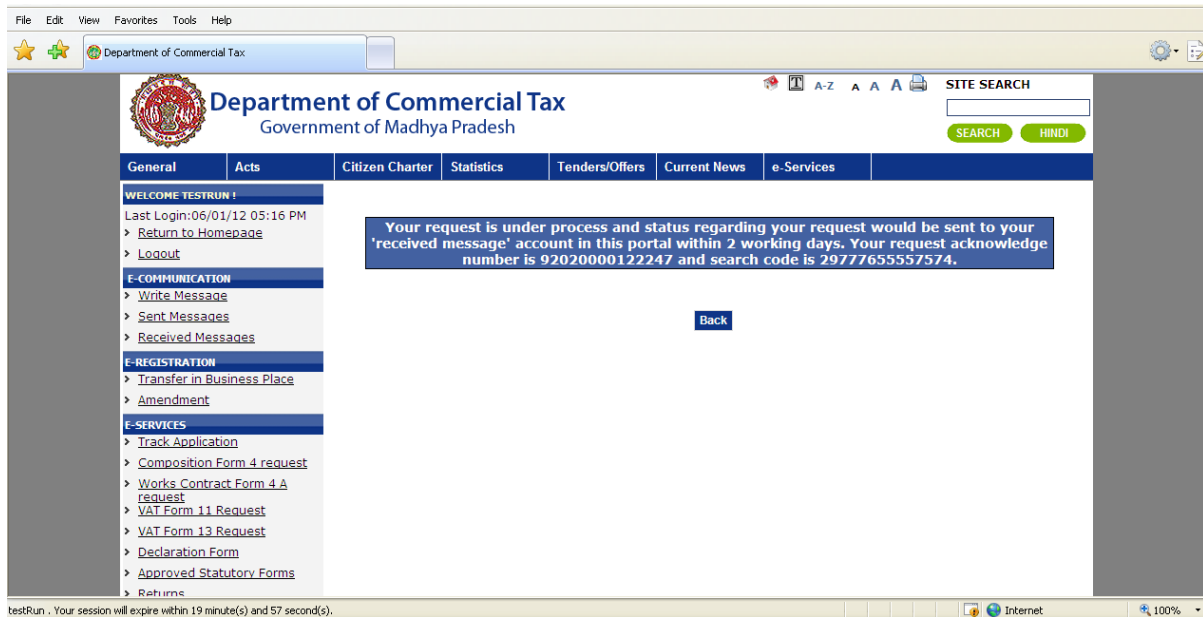 File Edit View Favorites Tools Help
Department of Commercial Tax
Department of Commercial Tax
Government of Madhya Pradesh
T A-Z A A A
SITE SEARCH
SEARCH HINDI
General Acts Citizen Charter Statistics Tenders/Offers Current News e-Services
WELCOME TESTRUN !
Last Login:06/01/12 05:16 PM
Return to Homepage
Logout
E-COMMUNICATION
Write Message
Sent Messages
Received Messages
E-REGISTRATION
Transfer in Business Place
Amendment
E-SERVICES
Track Application
Composition Form 4 request
Works Contract Form 4 A
request
VAT Form 11 Request
VAT Form 13 Request
Declaration Form
Approved Statutory Forms
Returns
Your request is under process and status regarding your request would be sent to your
'received message' account in this portal within 2 working days. Your request acknowledge
number is 92020000122247 and search code is 29777655557574.
Back
testRun . Your session will expire within 19 minute(s) and 57 second(s).
Internet
100%